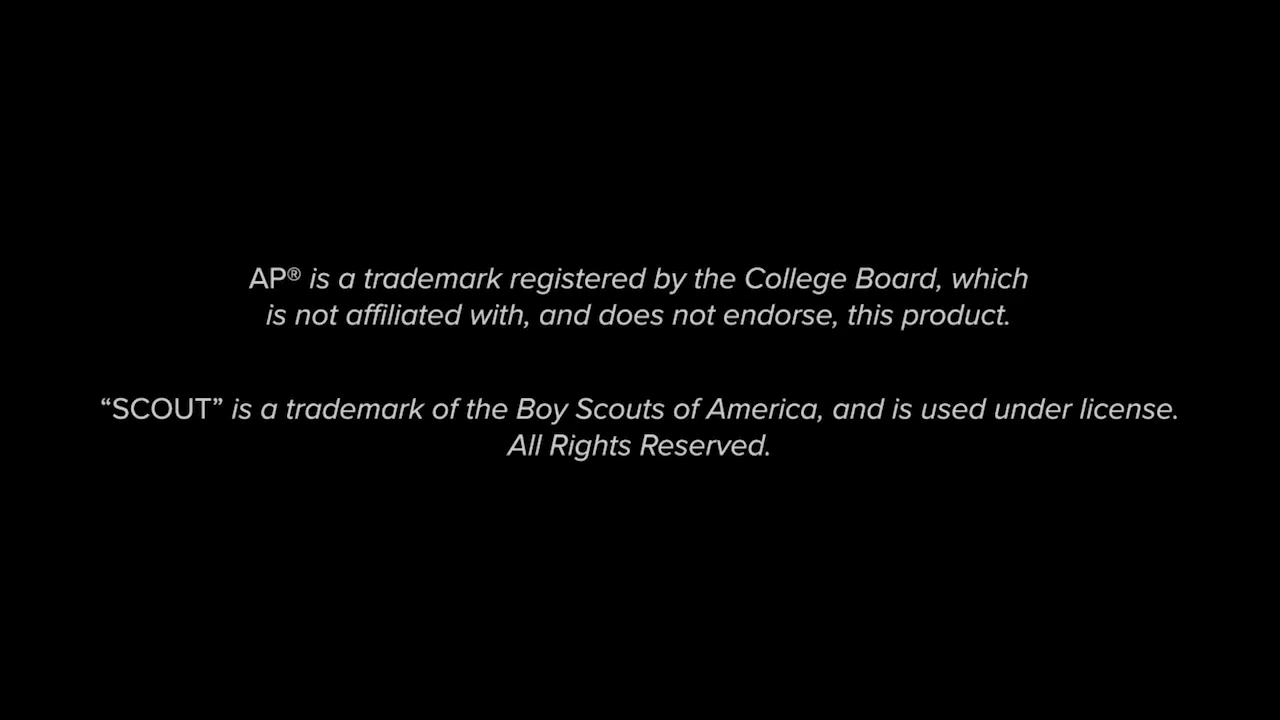 AP® is a trademark registered by the College Board, which
is not affiliated with, and does not endorse, this product.
“SCOUT” is a trademark of the Boy Scouts of America, and is used under license.
All Rights Reserved.